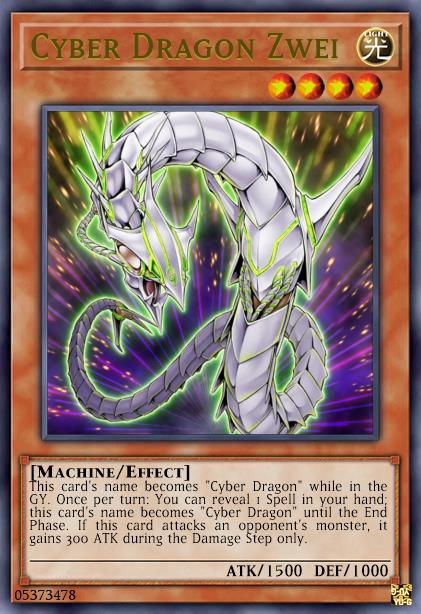 CYBER DRAGON ZWEI
LIGHT
光
[MACHINE/EFFECT]
This card's name becomes "Cyber Dragon" while in the
GY. Once per turn: You can reveal 1 Spell in your hand;
this card's name becomes "Cyber Dragon" until the End
Phase. If this card attacks an opponent's monster, it
gains 300 ATK during the Damage Step only.
ATK/1500 DEF/1000
05373478